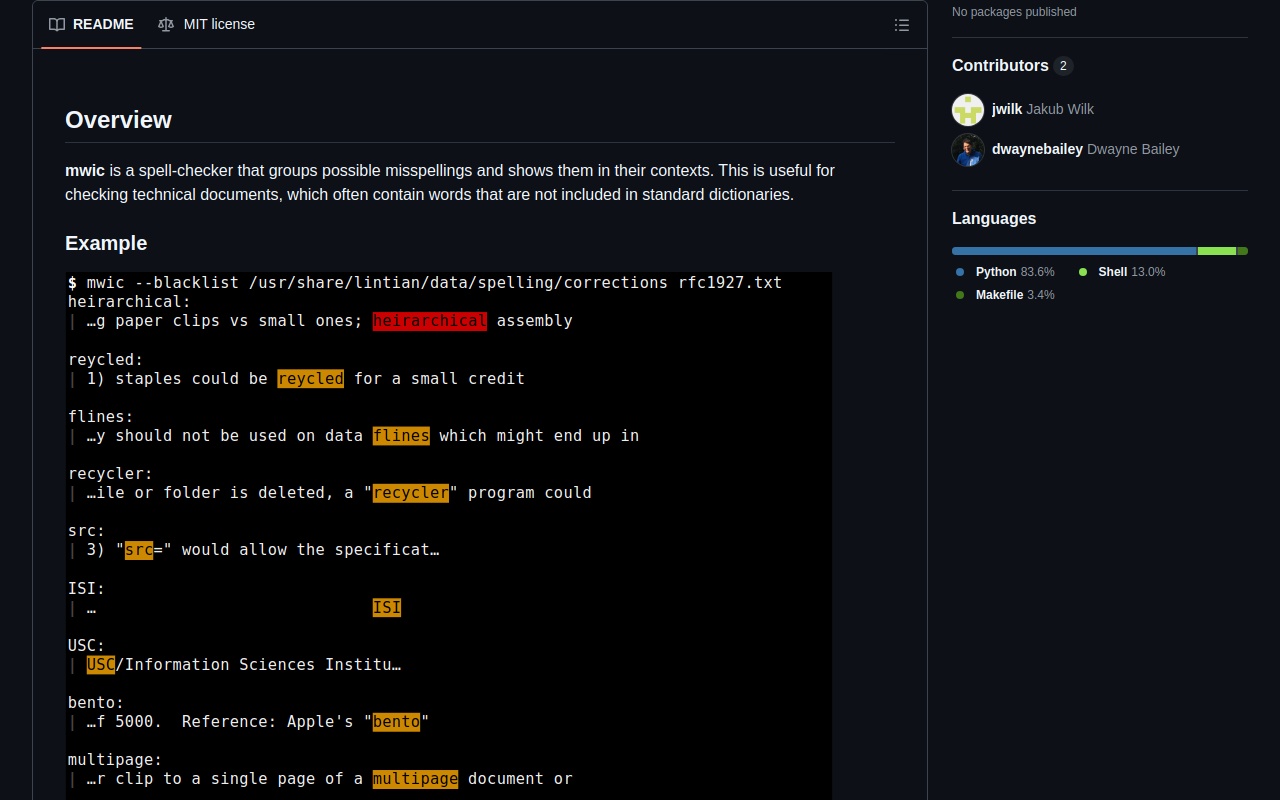 README
MIT license
Overview
mwic is a spell-checker that groups possible misspellings and shows them in their contexts. This is useful for
checking technical documents, which often contain words that are not included in standard dictionaries.
Example
$ mwic --blacklist /usr/share/lintian/data/spelling/corrections rfc1927.txt
heirarchical:
| …g paper clips vs small ones; heirarchical assembly
reycled:
| 1) staples could be reycled for a small credit
flines:
| …y should not be used on data flines which might end up in
recycler:
| …ile or folder is deleted, a "recycler" program could
src:
| 3) "src=" would allow the specificat…
ISI:
| … ISI
USC:
| USC/Information Sciences Institu…
bento:
| …f 5000.  Reference: Apple's "bento"
multipage:
| …r clip to a single page of a multipage document or
No packages published
Contributors 2
jwilk Jakub Wilk
dwaynebailey Dwayne Bailey
Languages
Python 83.6%
Shell 13.0%
Makefile 3.4%